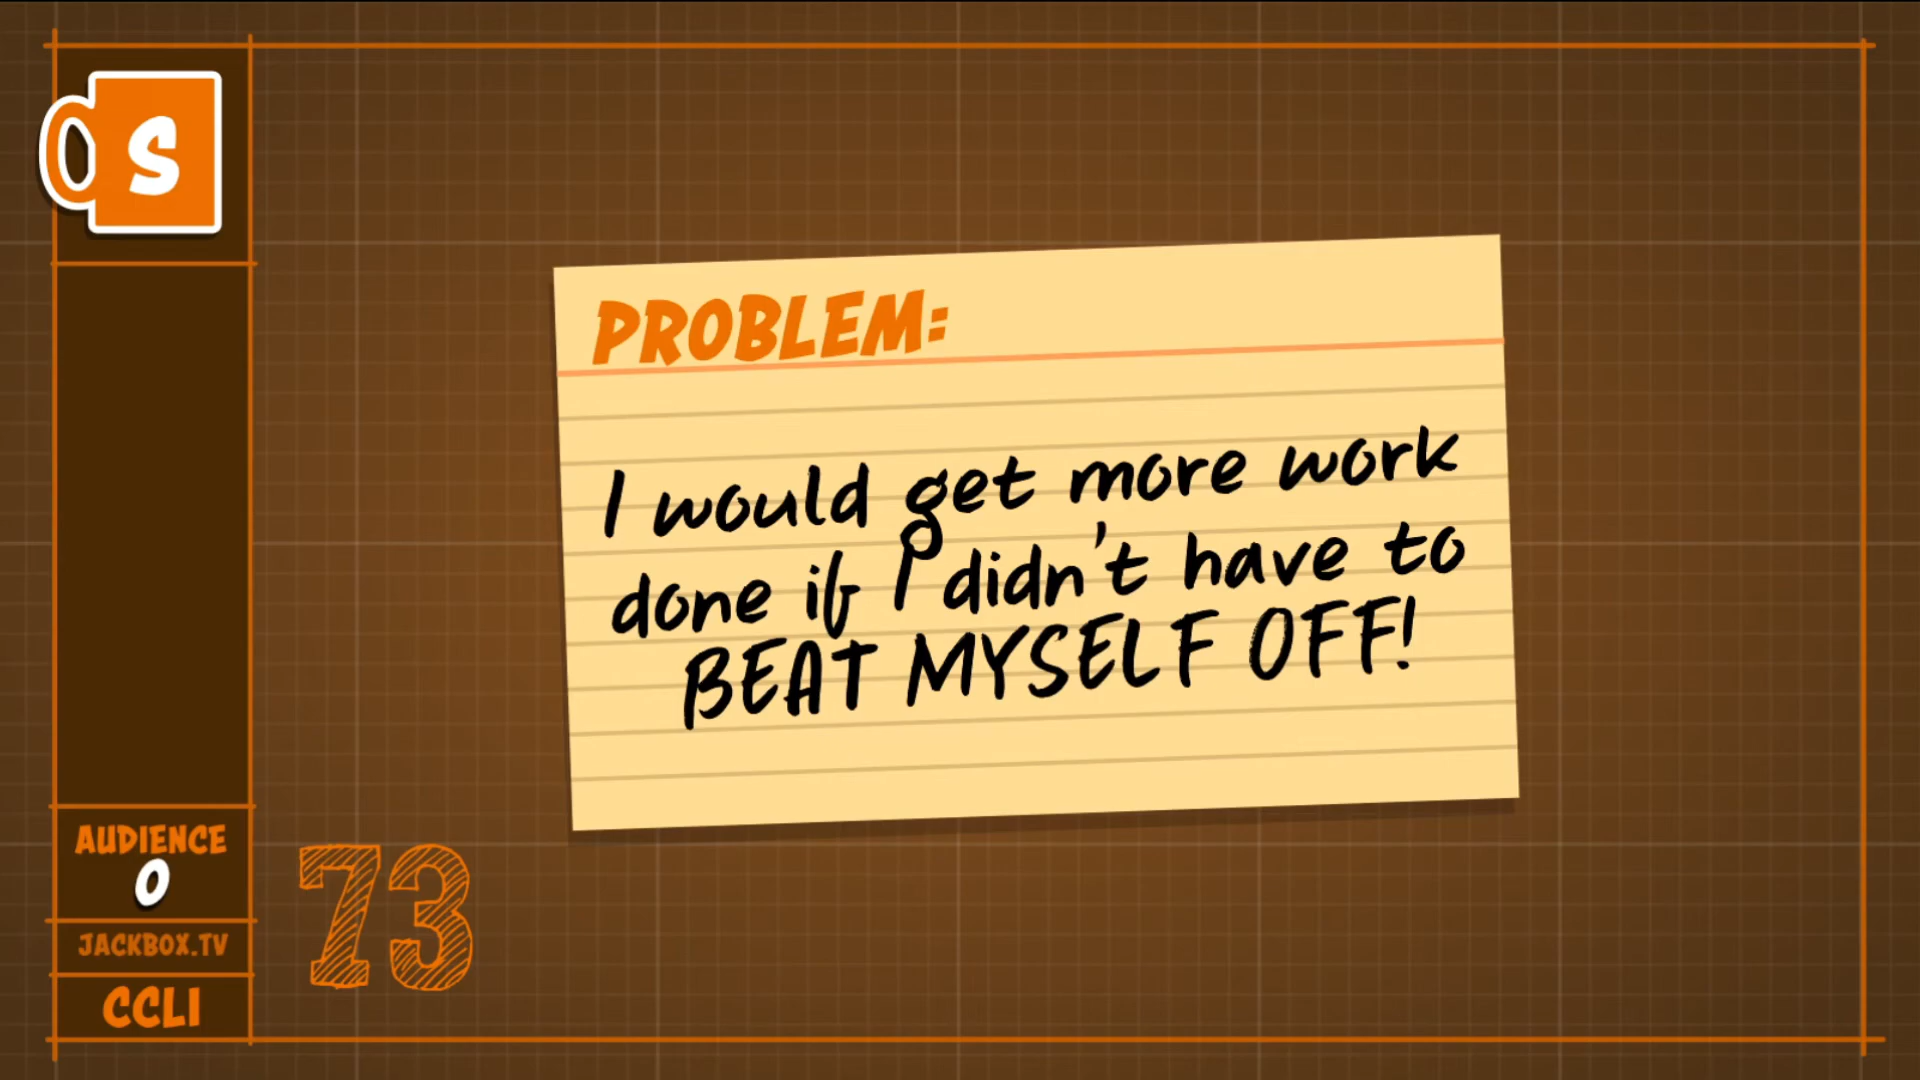 S
PROBLEM:
I would get more work
done if I didn't have to
BEAT MYSELF OFF!
AUDIENCE
0
JACKBOX.TV
CCLI
73